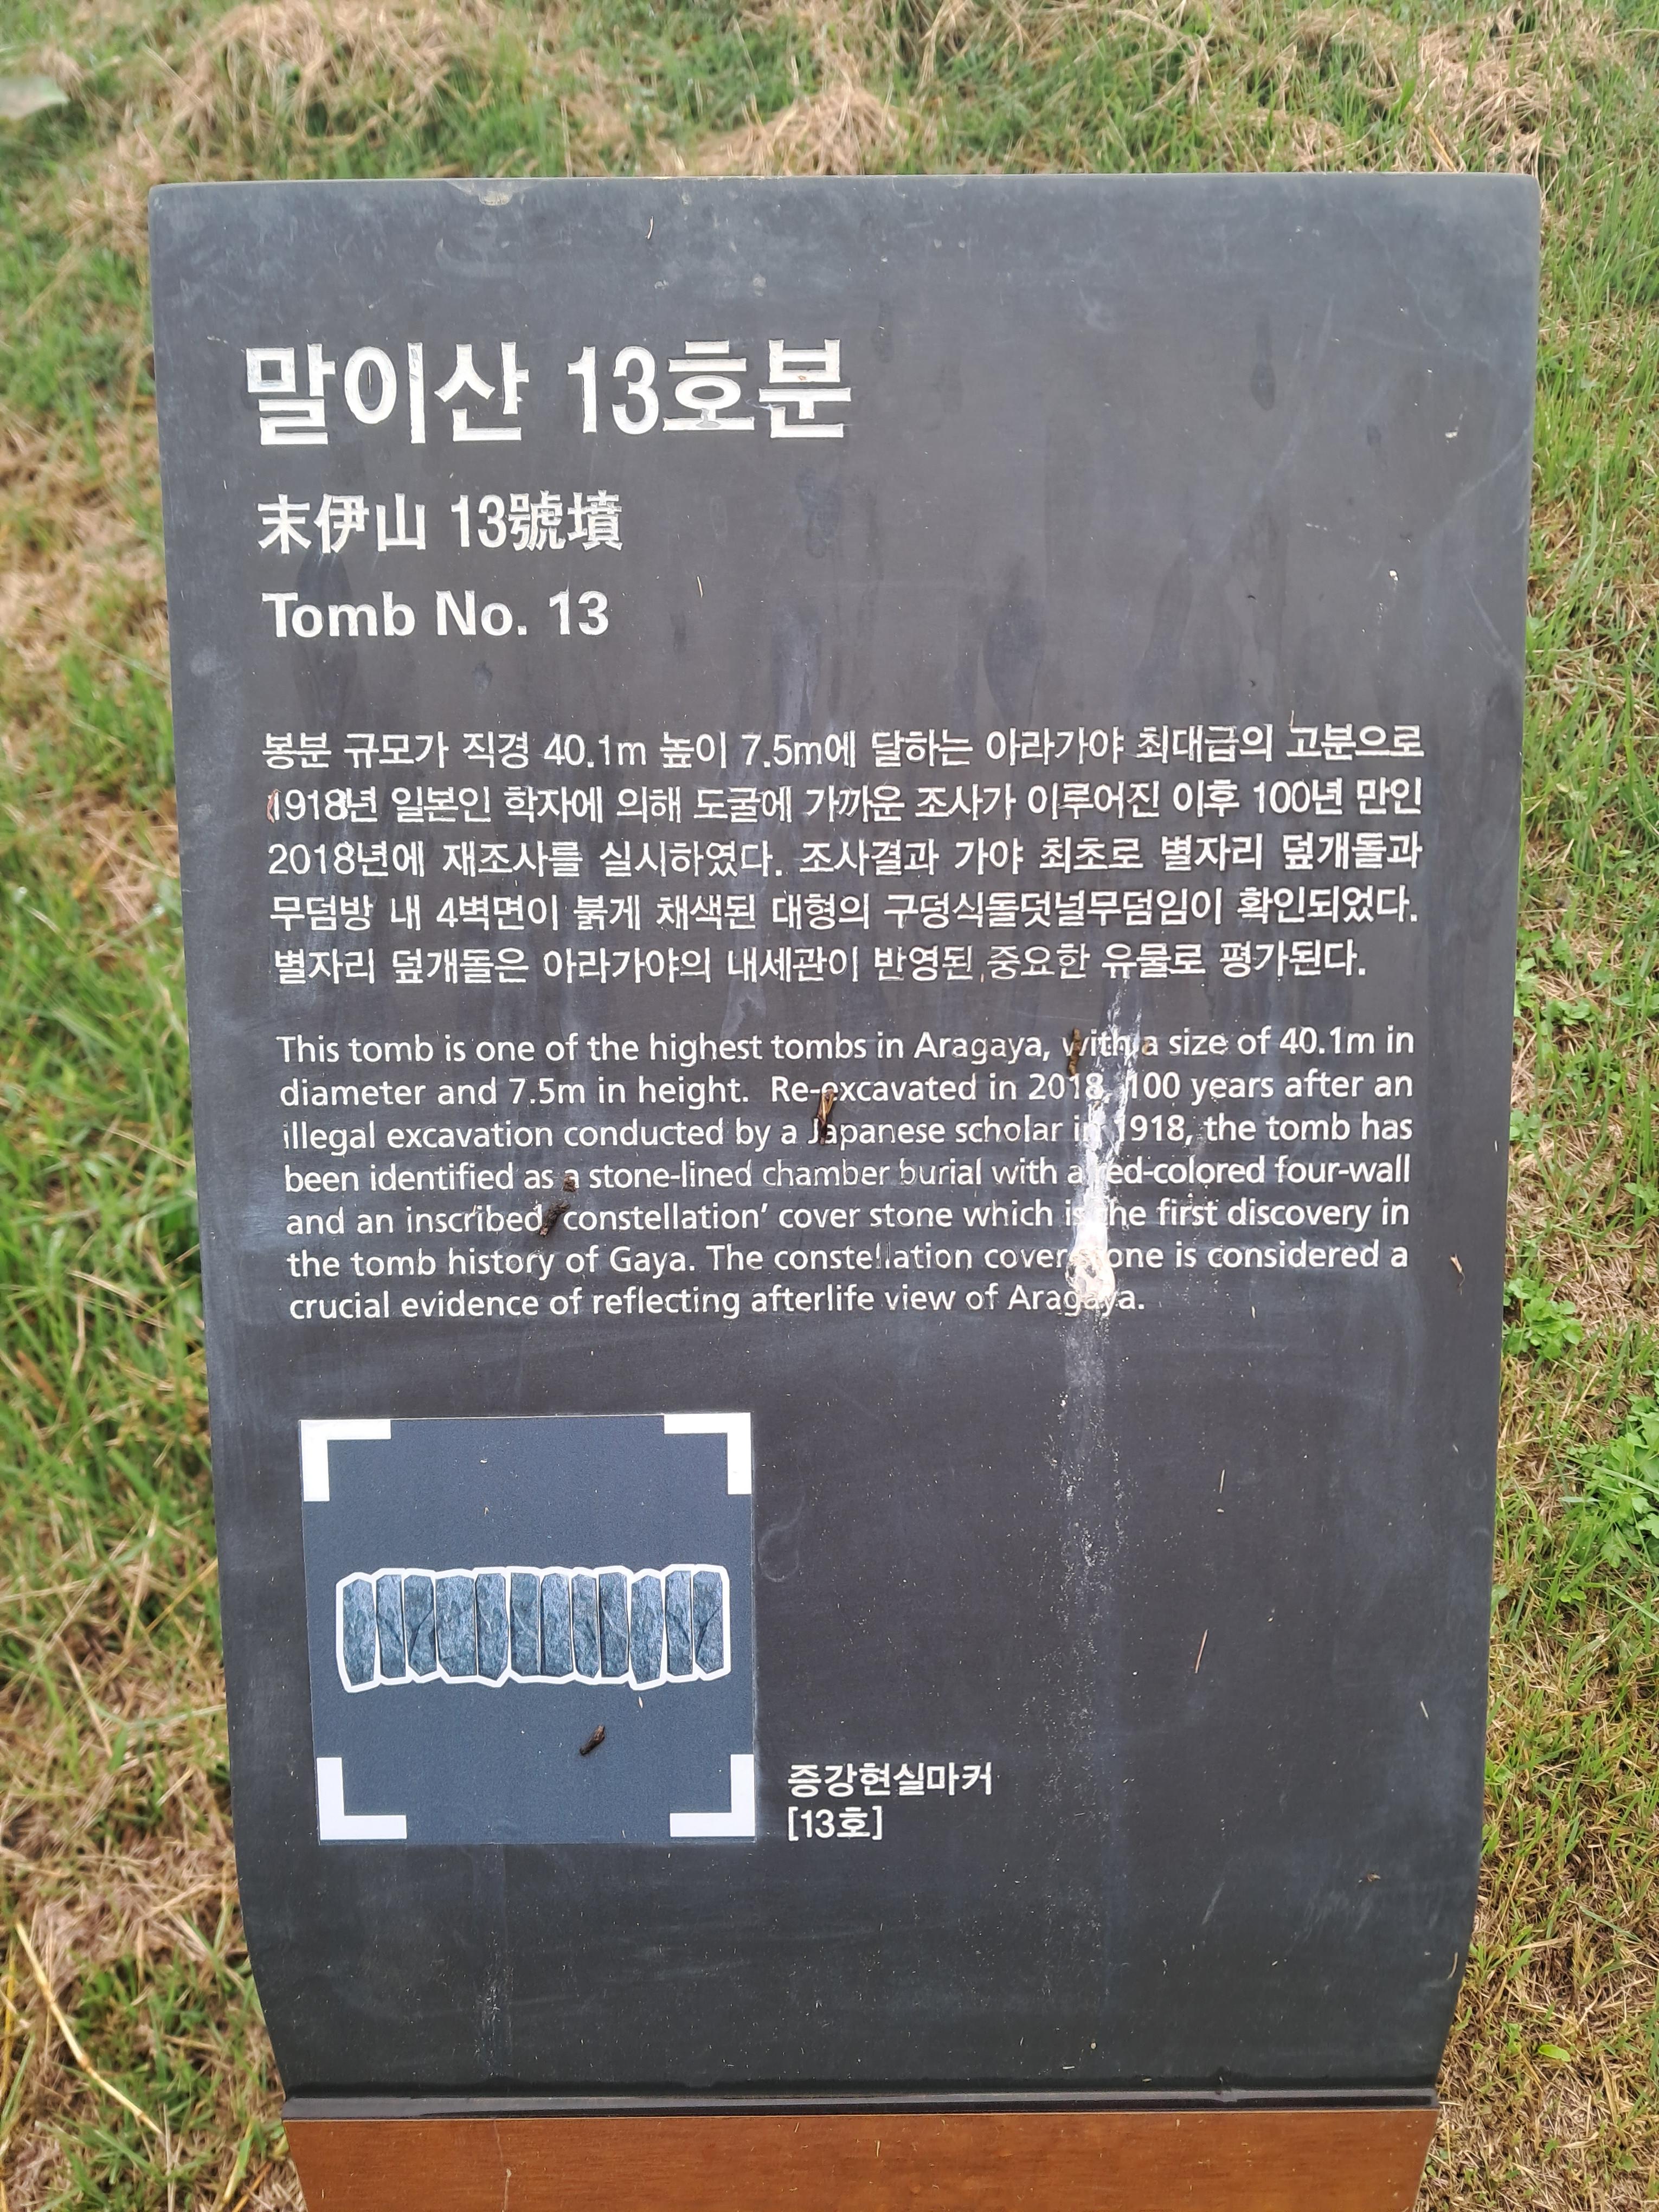 말이산 13호분
末伊山 13號墳
Tomb No. 13
봉분 규모가 직경 40.1m 높이 7.5m에 달하는 아라가야 최대급의 고분으로
1918년 일본인 학자에 의해 도굴에 가까운 조사가 이루어진 이후 100년 만인
2018년에 재조사를 실시하였다. 조사결과 가야 최초로 별자리 덮개돌과
무덤방 내 4벽면이 붉게 채색된 대형의 구덩식돌덧널무덤임이 확인되었다.
별자리 덮개돌은 아라가야의 내세관이 반영된 중요한 유물로 평가된다.
This tomb is one of the highest tombs in Aragaya, with a size of 40.1m in
diameter and 7.5m in height. Re-excavated in 2018, 100 years after an
illegal excavation conducted by a Japanese scholar in 1918, the tomb has
been identified as a stone-lined chamber burial with a red-colored four-wall
and an inscribed 'constellation' cover stone which is the first discovery in
the tomb history of Gaya. The constellation cover stone is considered a
crucial evidence of reflecting afterlife view of Aragaya.
증강현실마커
[13호]